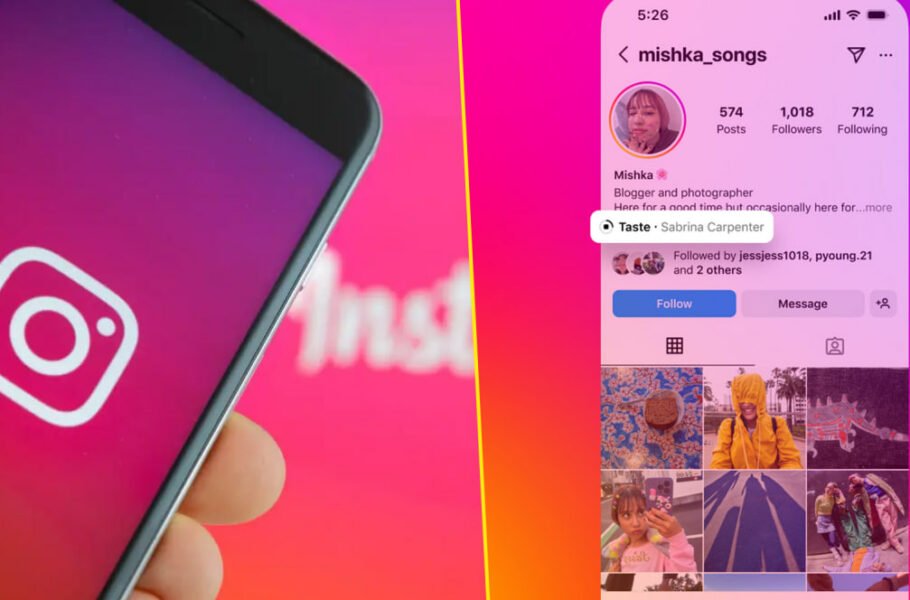 Inst
5:26
mishka_songs
574 1,018 712
Posts Followers Following
Mishka
Blogger and photographer
Here for a good time but occasionally here for...more
Taste · Sabrina Carpenter
Followed by jessjess1018, pyoung.21
and 2 others
Follow Message